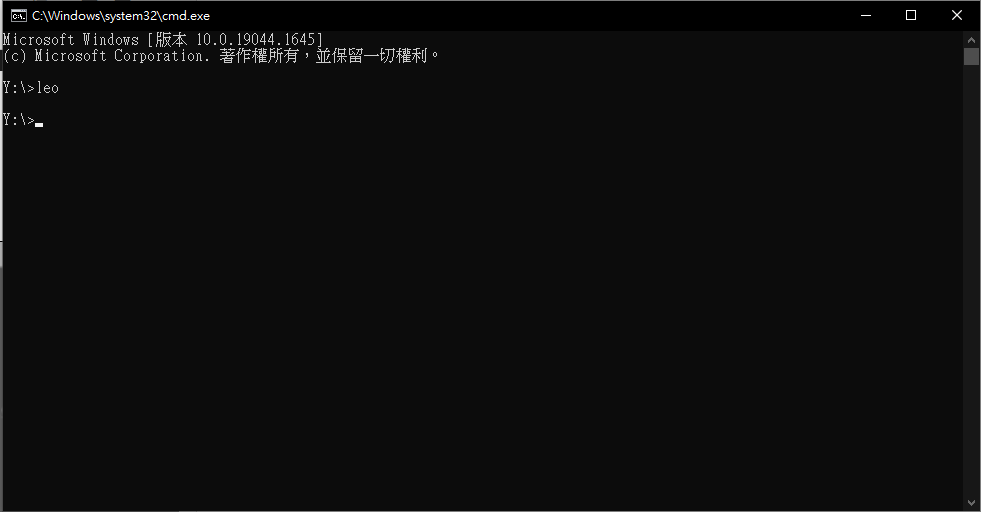 C:\Windows\system32\cmd.exe
Microsoft Windows [版本 10.0.19044.1645]
(c) Microsoft Corporation. 著作權所有，並保留一切權利。
Y:\>leo
Y:\>